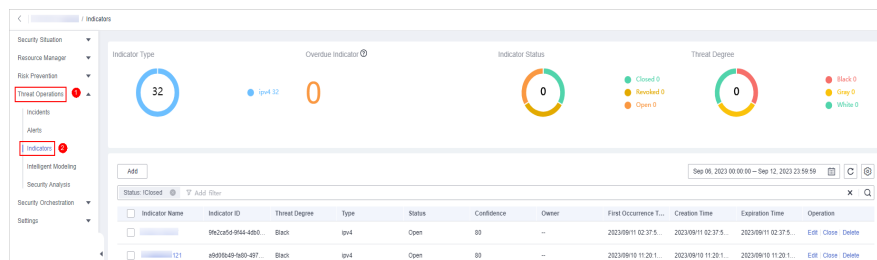 / Indicators
Security Situation
Resource Manager
Risk Prevention
Threat Operations 1
Incidents
Alerts
Indicators 2
Intelligent Modeling
Security Analysis
Security Orchestration
Settings
Indicator Type
32
ipv4 32
Overdue Indicator
0
Indicator Status
0
Closed 0
Revoked 0
Open 0
Threat Degree
0
Black 0
Gray 0
White 0
Add
Sep 06, 2023 00:00:00 – Sep 12, 2023 23:59:59
Status: !Closed Add filter
Indicator Name Indicator ID Threat Degree Type Status Confidence Owner First Occurrence T... Creation Time Expiration Time Operation
9fe2ca5d-9f44-4db0... Black ipv4 Open 80 -- 2023/09/11 02:37:5... 2023/09/11 02:37:5... 2023/09/11 02:37:5... Edit Close Delete
121 a9d06b49-fa80-497... Black ipv4 Open 80 -- 2023/09/10 11:20:1... 2023/09/10 11:20:1... 2023/09/10 11:20:1... Edit Close Delete